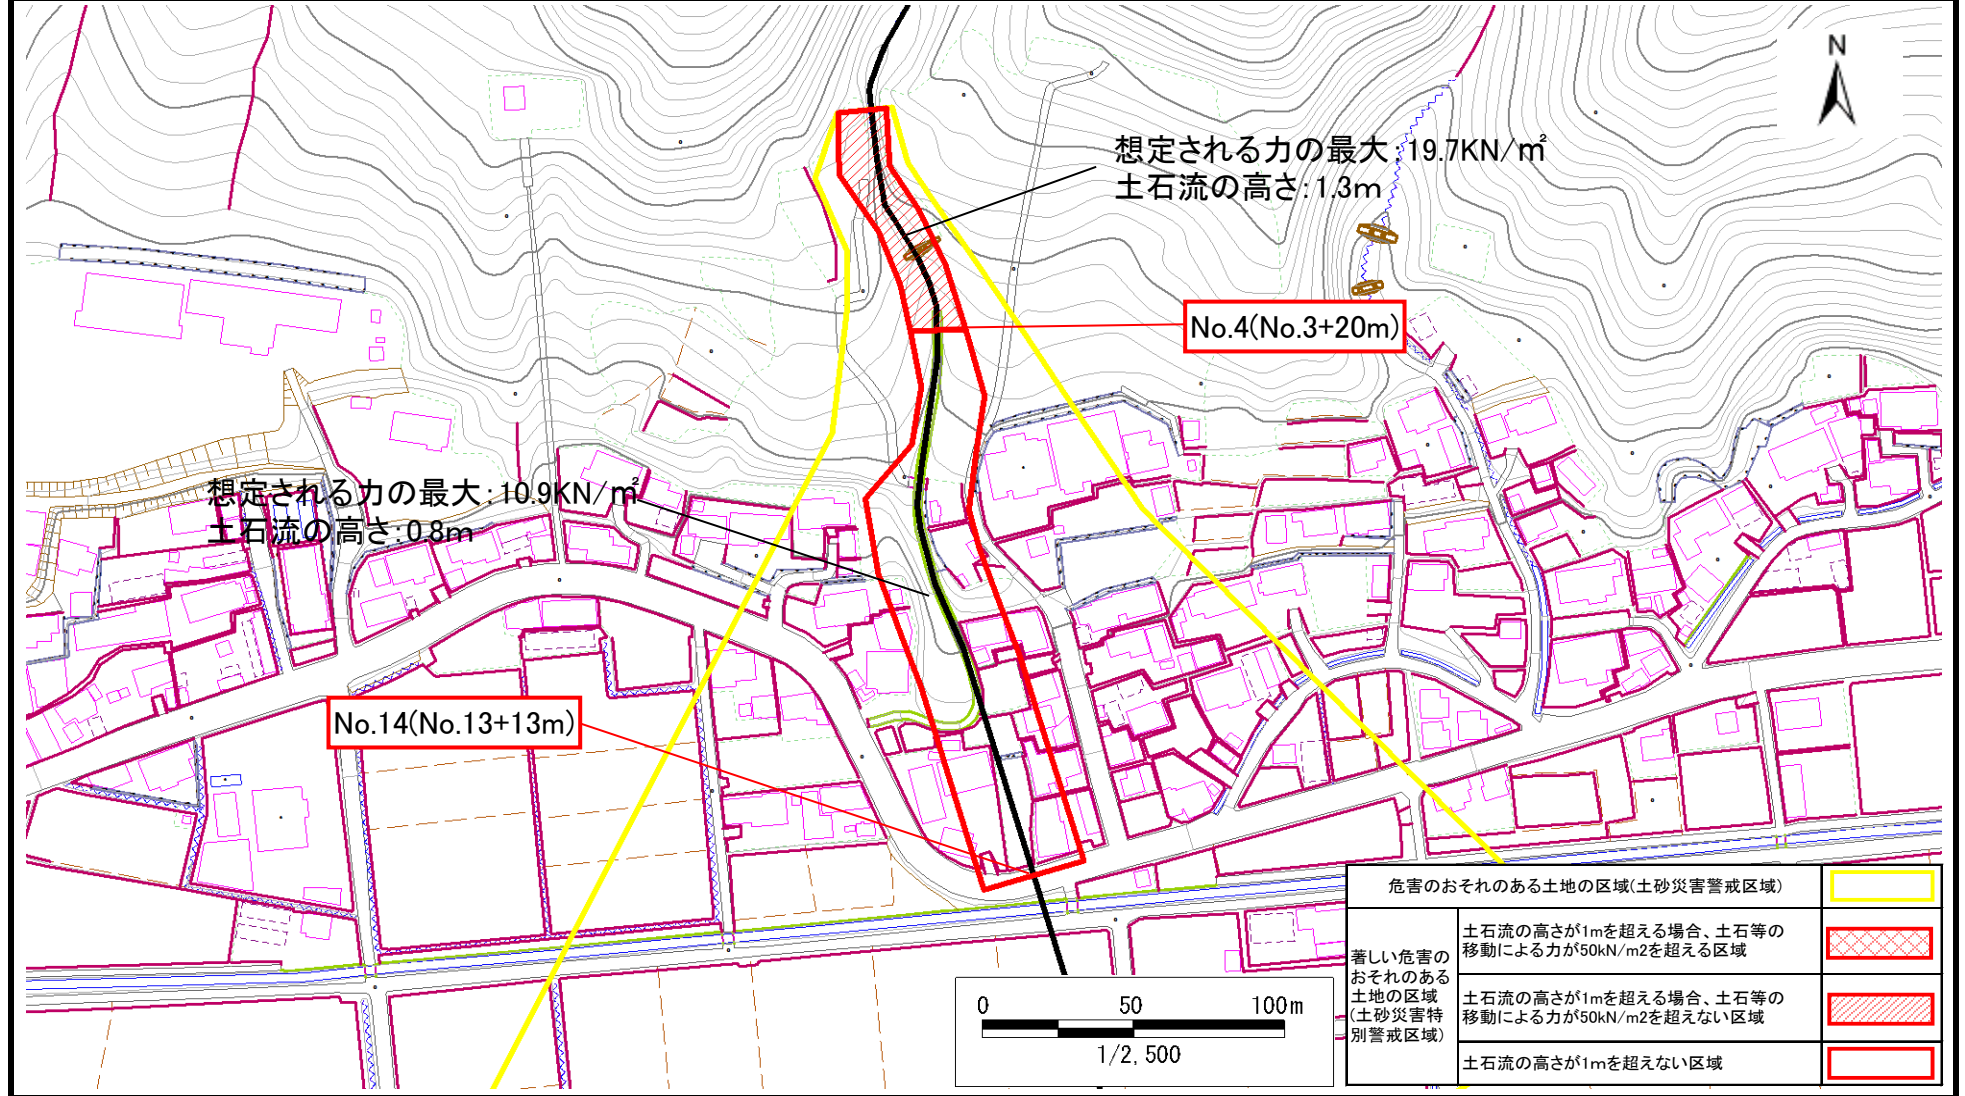 N
想定される力の最大:19.7KN/㎡
土石流の高さ:1.3m
No.4(No.3+20m)
想定される力の最大:10.9KN/㎡
土石流の高さ:0.8m
No.14(No.13+13m)
0 50 100m
1/2,500
危害のおそれのある土地の区域(土砂災害警戒区域)
著しい危害の
おそれのある
土地の区域
(土砂災害特
別警戒区域)
土石流の高さが1mを超える場合、土石等の
移動による力が50kN/m2を超える区域
土石流の高さが1mを超える場合、土石等の
移動による力が50kN/m2を超えない区域
土石流の高さが1mを超えない区域